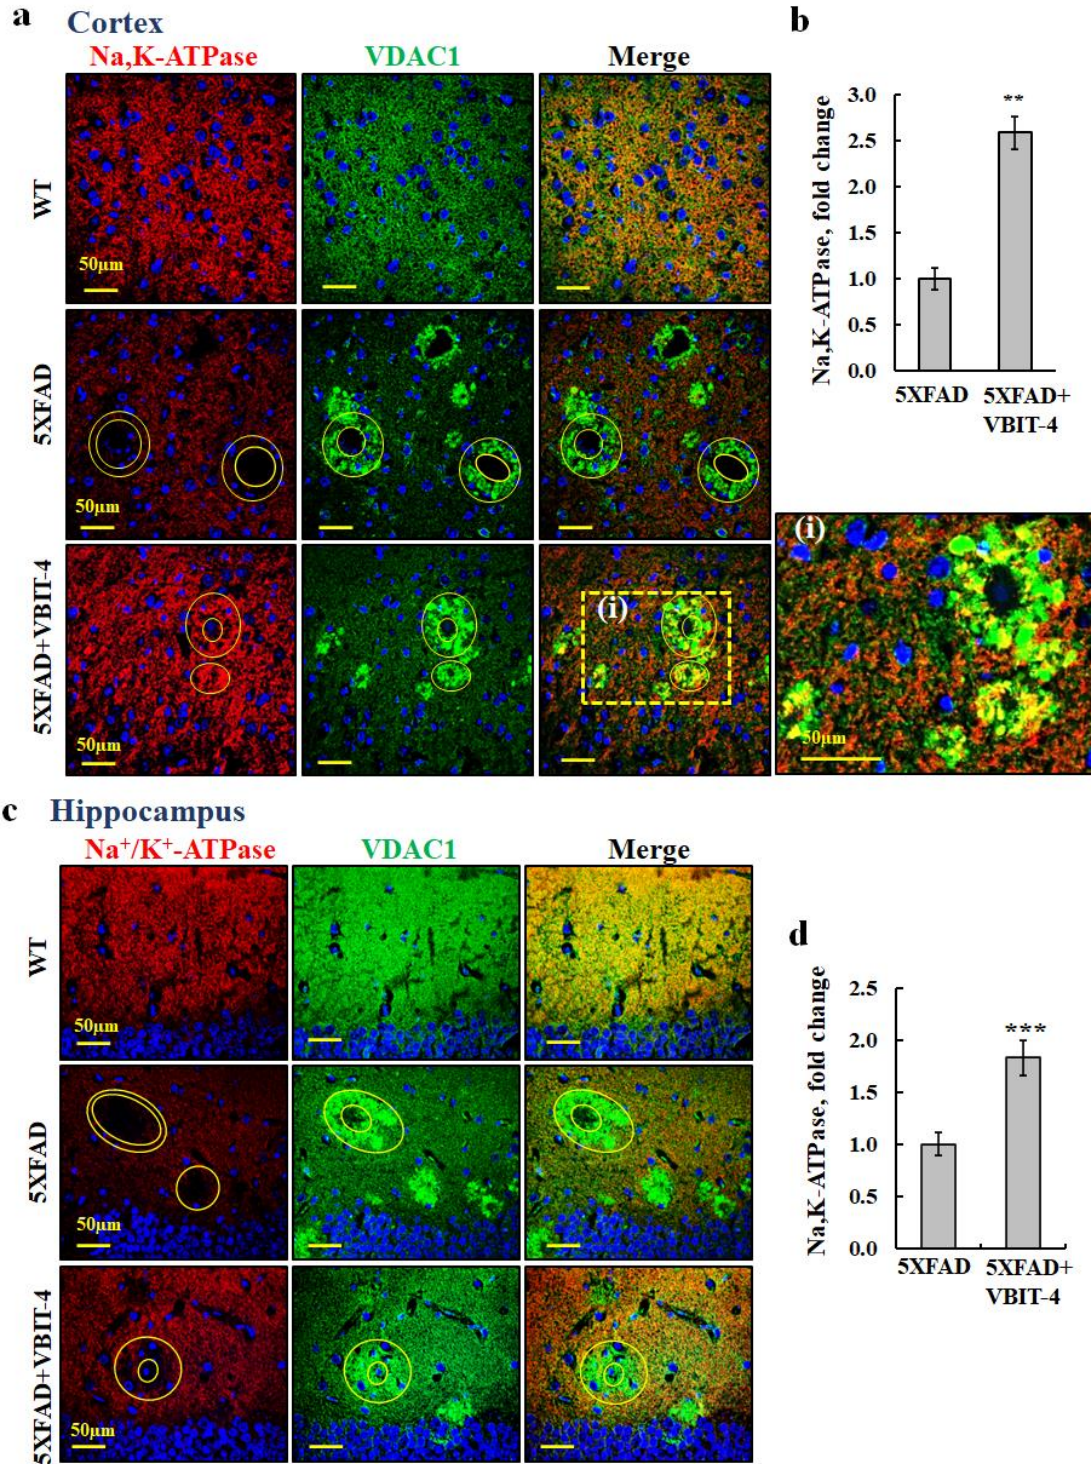 a Cortex
Na,K-ATPase VDAC1 Merge
WT
50µm
5XFAD
50µm
5XFAD+VBIT-4
50µm
(i)
b
Na,K-ATPase, fold change
3.0
2.5
2.0
1.5
1.0
0.5
0.0
**
5XFAD 5XFAD+
VBIT-4
(i)
50µm
c Hippocampus
Na⁺/K⁺-ATPase VDAC1 Merge
WT
50µm
5XFAD
50µm
5XFAD+VBIT-4
50µm
d
Na,K-ATPase, fold change
2.5
2.0
1.5
1.0
0.5
0.0
***
5XFAD 5XFAD+
VBIT-4